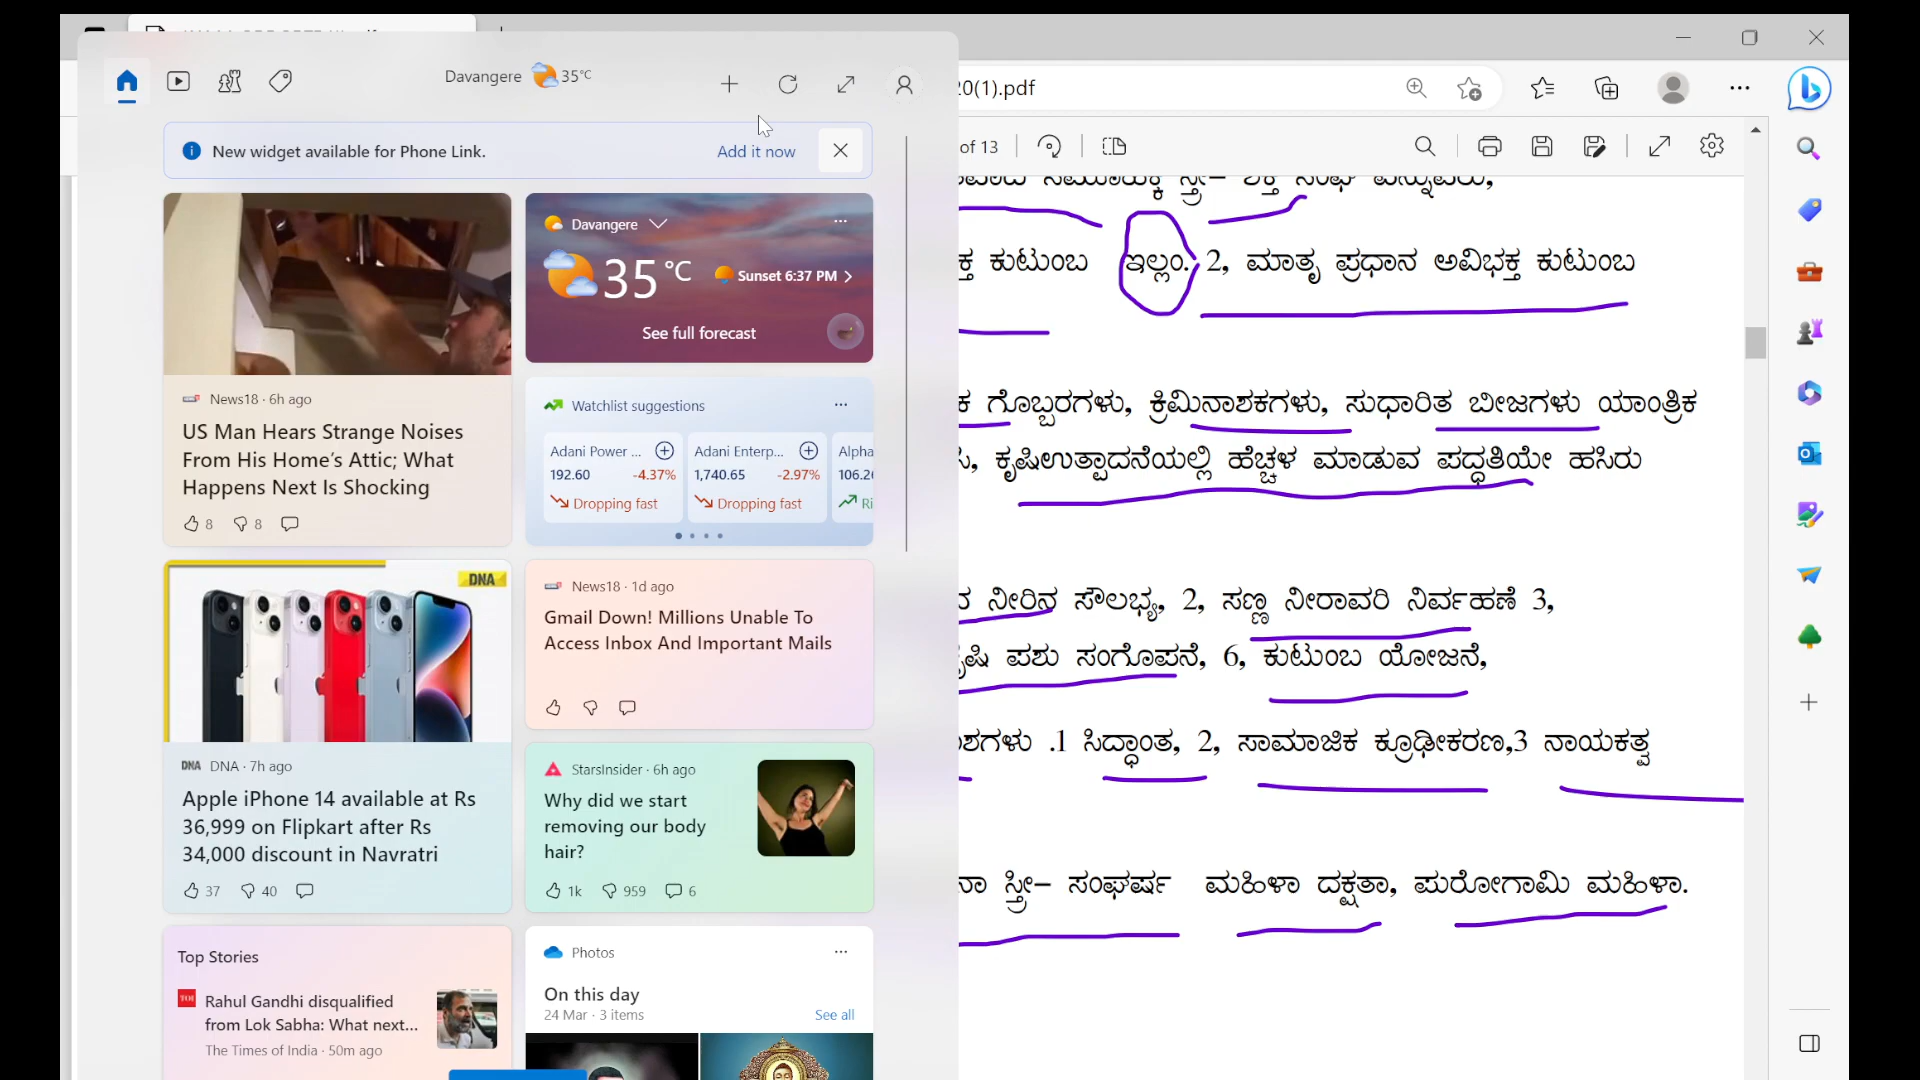 Davangere 35°C
New widget available for Phone Link.
Add it now
News18 · 6h ago
US Man Hears Strange Noises
From His Home's Attic; What
Happens Next Is Shocking
8 8
Davangere
35 °C
Sunset 6:37 PM
See full forecast
Watchlist suggestions
Adani Power ...
192.60 -4.37%
Dropping fast
Adani Enterp...
1,740.65 -2.97%
Dropping fast
Alpha
106.2
DNA
DNA · 7h ago
Apple iPhone 14 available at Rs
36,999 on Flipkart after Rs
34,000 discount in Navratri
37 40
News18 · 1d ago
Gmail Down! Millions Unable To
Access Inbox And Important Mails
StarsInsider · 6h ago
Why did we start
removing our body
hair?
1k 959 6
Top Stories
TOI
Rahul Gandhi disqualified
from Lok Sabha: What next...
The Times of India · 50m ago
Photos
On this day
24 Mar · 3 items
See all
20(1).pdf
of 13
ಕುಟುಂಬ ಇಲ್ಲಂ. 2, ಮಾತೃ ಪ್ರಧಾನ ಅವಿಭಕ್ತ ಕುಟುಂಬ
ಕ ಗೊಬ್ಬರಗಳು, ಕ್ರಿಮಿನಾಶಕಗಳು, ಸುಧಾರಿತ ಬೀಜಗಳು ಯಾಂತ್ರಿಕ
ಕೃಷಿಉತ್ಪಾದನೆಯಲ್ಲಿ ಹೆಚ್ಚಳ ಮಾಡುವ ಪದ್ಧತಿಯೇ ಹಸಿರು
ನೀರಿನ ಸೌಲಭ್ಯ, 2, ಸಣ್ಣ ನೀರಾವರಿ ನಿರ್ವಹಣೆ 3,
ಪಶು ಸಂಗೊಪನೆ, 6, ಕುಟುಂಬ ಯೋಜನೆ,
ಶಗಳು .1 ಸಿದ್ಧಾಂತ, 2, ಸಾಮಾಜಿಕ ಕ್ರೂಢೀಕರಣ,3 ನಾಯಕತ್ವ
ನಾ ಸ್ತ್ರೀ– ಸಂಘರ್ಷ ಮಹಿಳಾ ದಕ್ಷತಾ, ಪುರೋಗಾಮಿ ಮಹಿಳಾ.